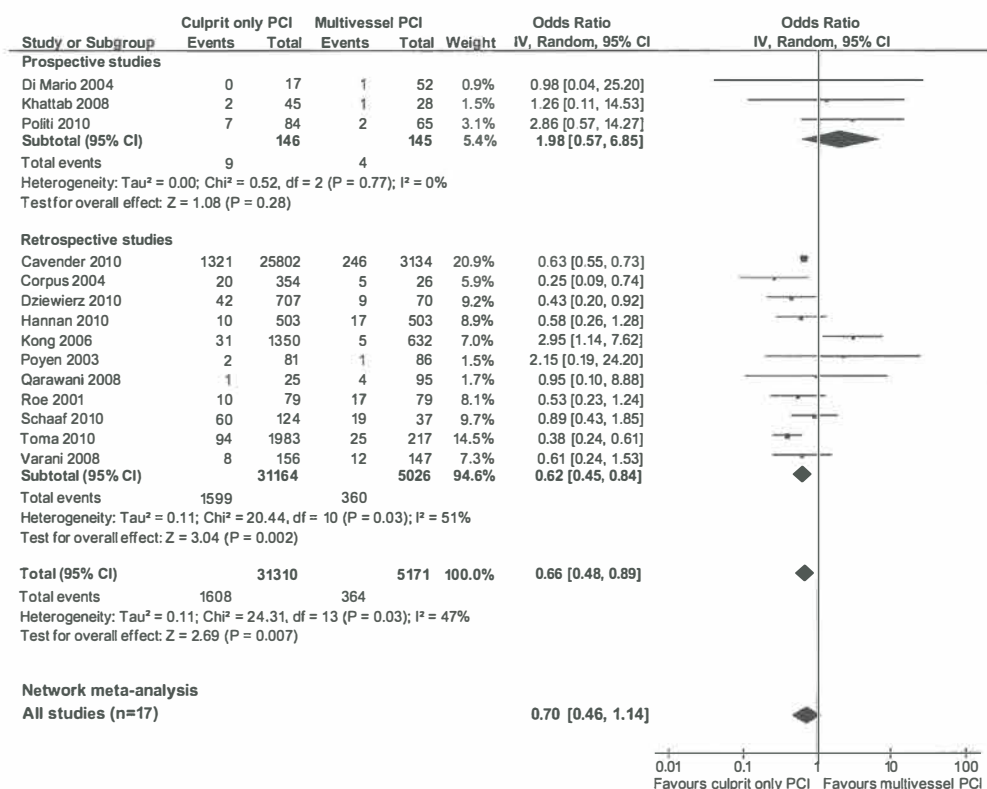 Culprit only PCI Multivessel PCI Odds Ratio Odds Ratio
Study or Subgroup Events Total Events Total Weight IV, Random, 95% CI IV, Random, 95% CI
Prospective studies
Di Mario 2004 0 17 1 52 0.9% 0.98 [0.04, 25.20]
Khattab 2008 2 45 1 28 1.5% 1.26 [0.11, 14.53]
Politi 2010 7 84 2 65 3.1% 2.86 [0.57, 14.27]
Subtotal (95% CI) 146 145 5.4% 1.98 [0.57, 6.85]
Total events 9 4
Heterogeneity: Tau² = 0.00; Chi² = 0.52, df = 2 (P = 0.77); I² = 0%
Test for overall effect: Z = 1.08 (P = 0.28)
Retrospective studies
Cavender 2010 1321 25802 246 3134 20.9% 0.63 [0.55, 0.73]
Corpus 2004 20 354 5 26 5.9% 0.25 [0.09, 0.74]
Dziewierz 2010 42 707 9 70 9.2% 0.43 [0.20, 0.92]
Hannan 2010 10 503 17 503 8.9% 0.58 [0.26, 1.28]
Kong 2006 31 1350 5 632 7.0% 2.95 [1.14, 7.62]
Poyen 2003 2 81 1 86 1.5% 2.15 [0.19, 24.20]
Qarawani 2008 1 25 4 95 1.7% 0.95 [0.10, 8.88]
Roe 2001 10 79 17 79 8.1% 0.53 [0.23, 1.24]
Schaaf 2010 60 124 19 37 9.7% 0.89 [0.43, 1.85]
Toma 2010 94 1983 25 217 14.5% 0.38 [0.24, 0.61]
Varani 2008 8 156 12 147 7.3% 0.61 [0.24, 1.53]
Subtotal (95% CI) 31164 5026 94.6% 0.62 [0.45, 0.84]
Total events 1599 360
Heterogeneity: Tau² = 0.11; Chi² = 20.44, df = 10 (P = 0.03); I² = 51%
Test for overall effect: Z = 3.04 (P = 0.002)
Total (95% CI) 31310 5171 100.0% 0.66 [0.48, 0.89]
Total events 1608 364
Heterogeneity: Tau² = 0.11; Chi² = 24.31, df = 13 (P = 0.03); I² = 47%
Test for overall effect: Z = 2.69 (P = 0.007)
Network meta-analysis
All studies (n=17) 0.70 [0.46, 1.14]
0.01 0.1 1 10 100
Favours culprit only PCI Favours multivessel PCI